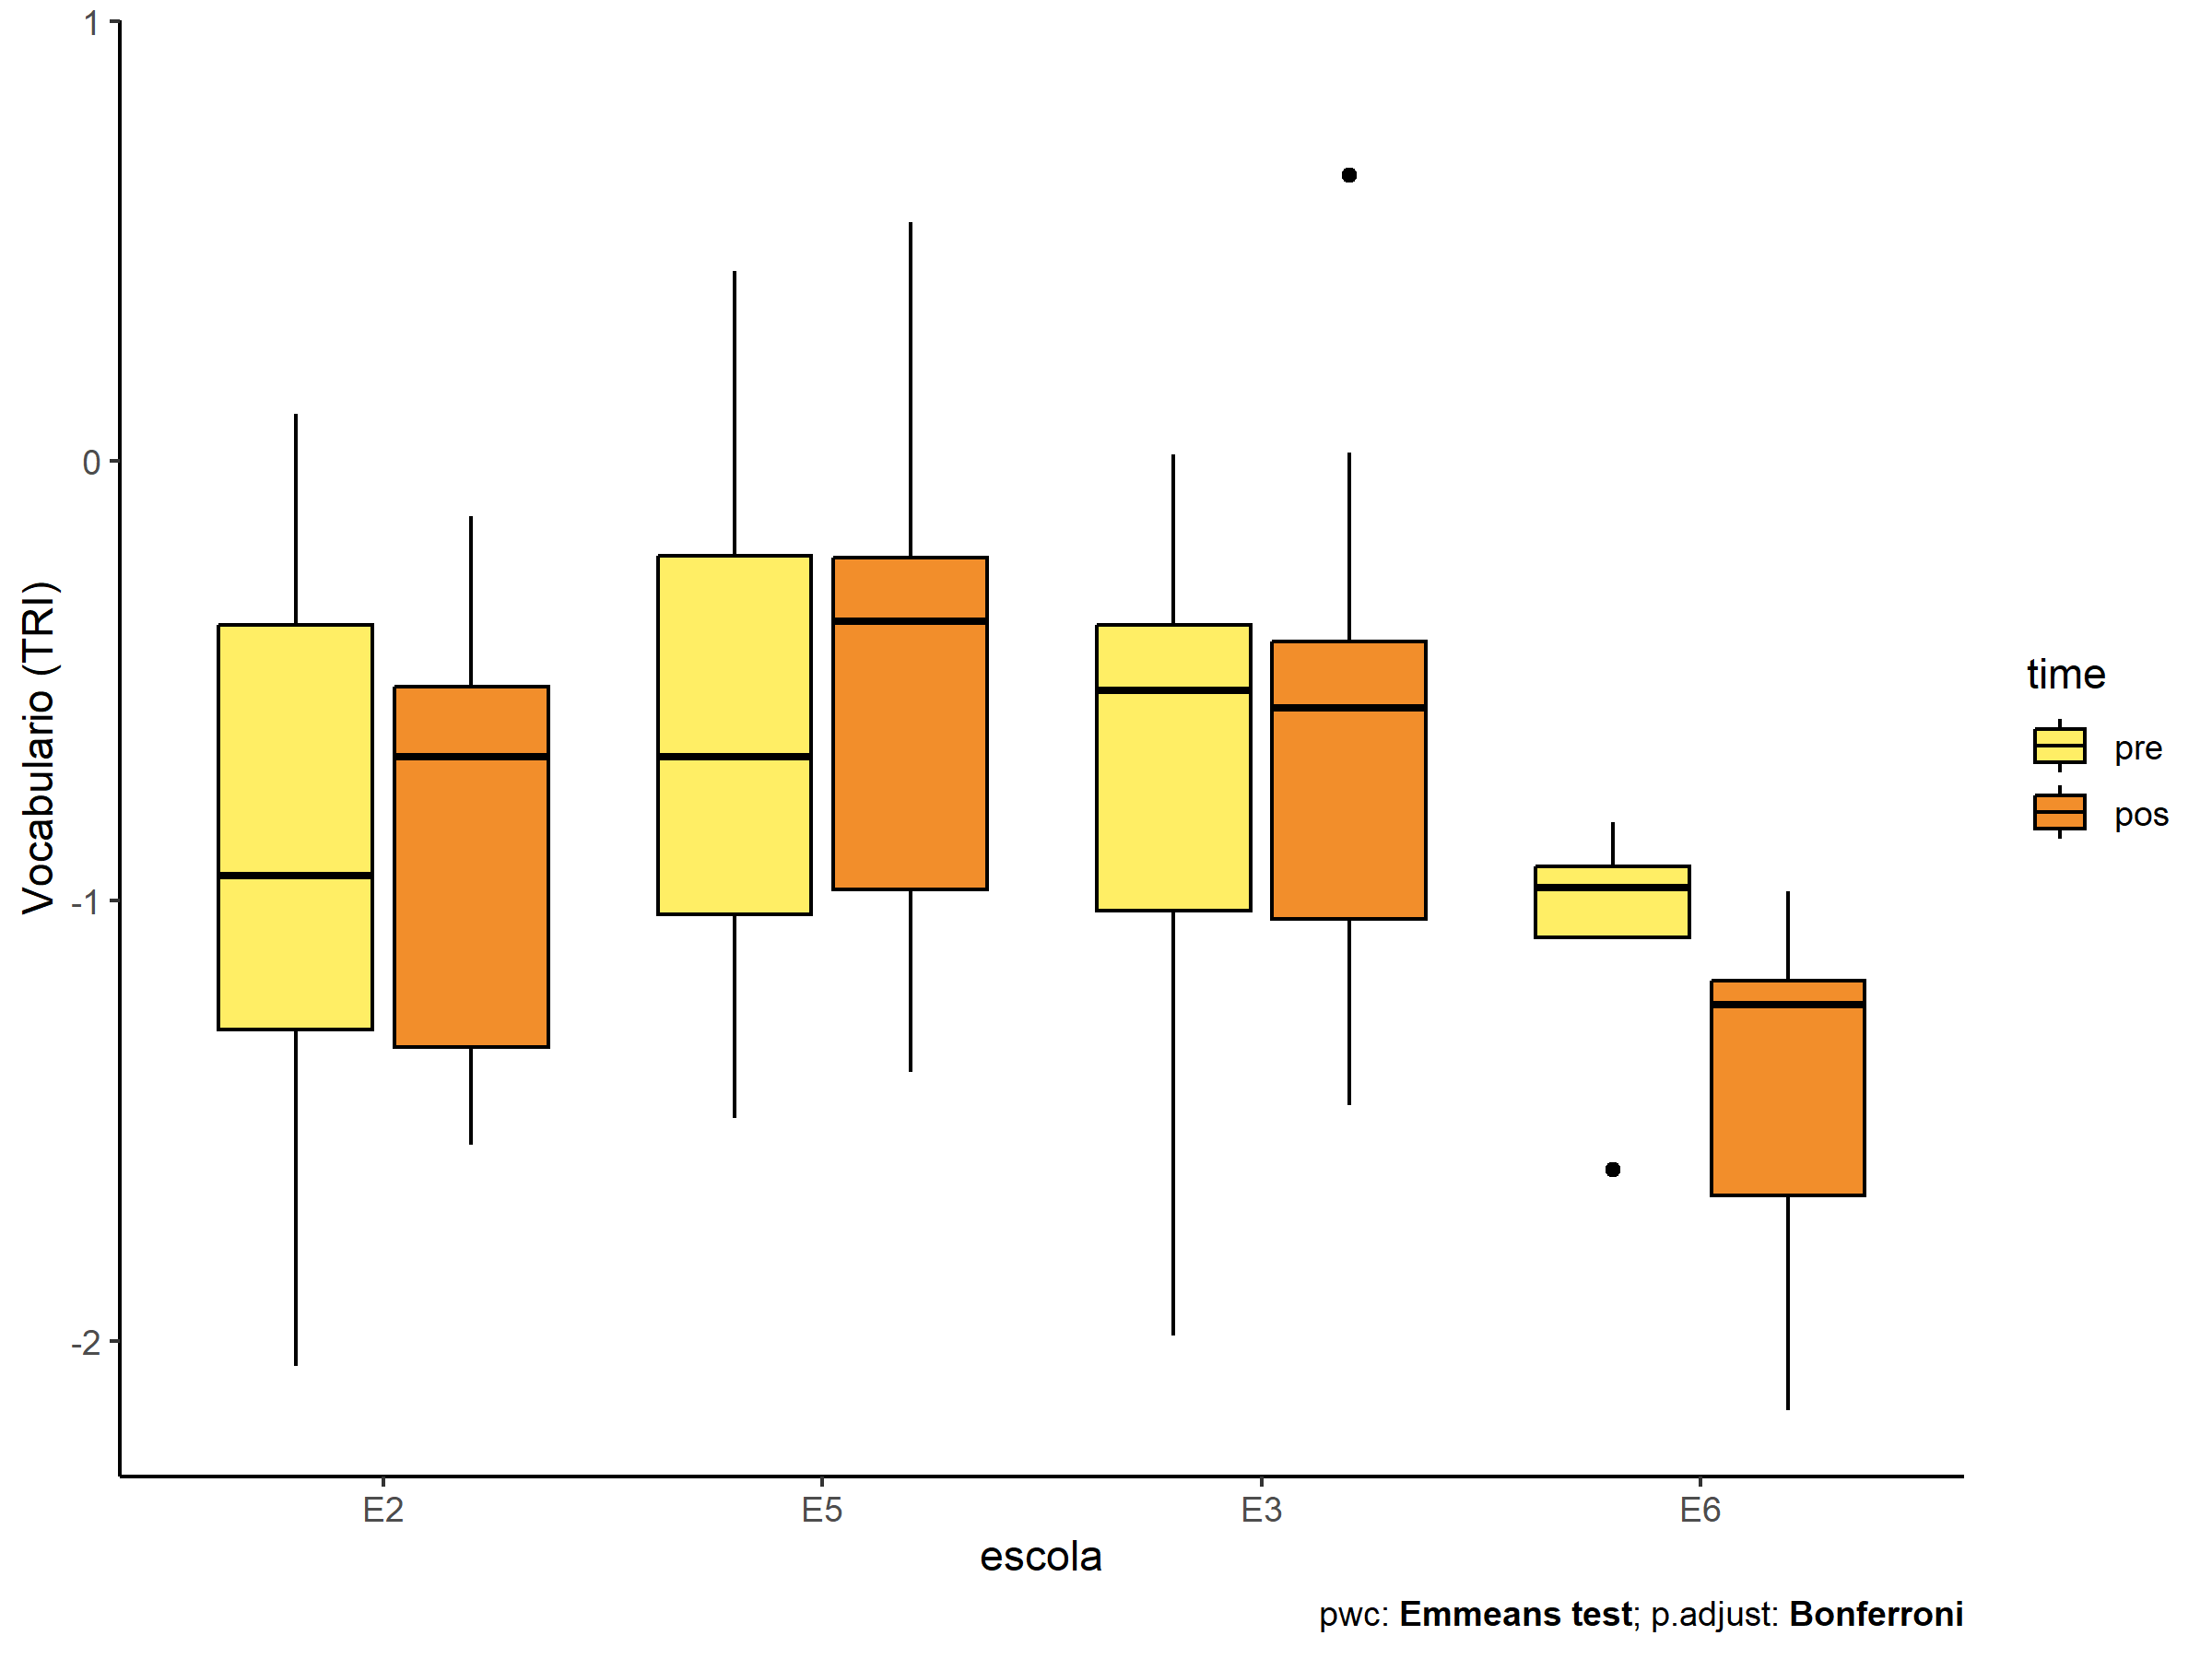 1
0
-1
-2
Vocabulario (TRI)
E2
E5
E3
E6
escola
time
pre
pos
pwc: Emmeans test; p.adjust: Bonferroni